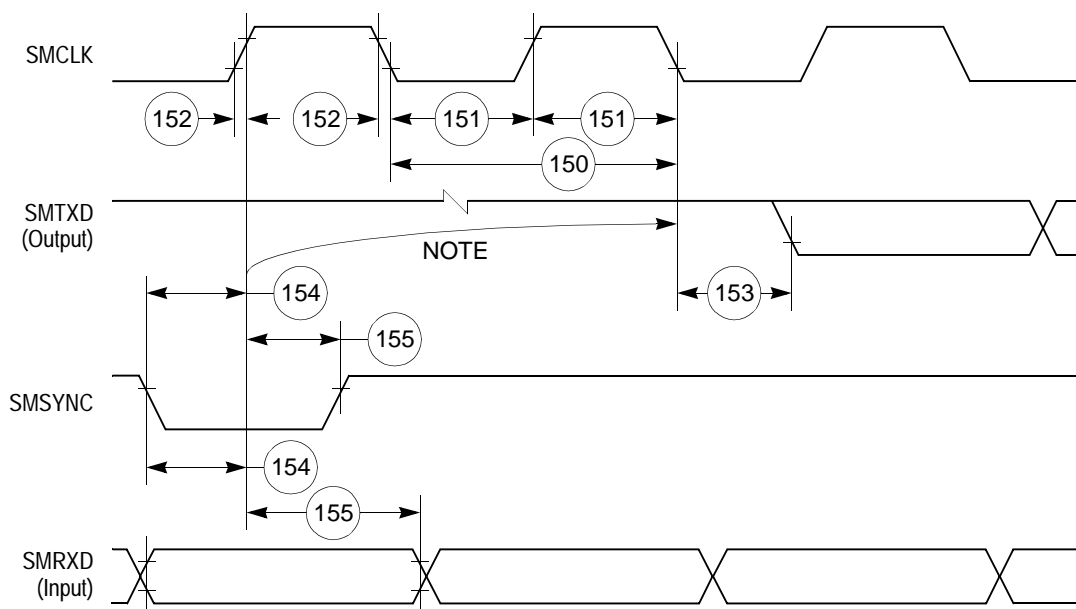 SMCLK
152
152
151
151
150
SMTXD
(Output)
NOTE
154
153
155
SMSYNC
154
155
SMRXD
(Input)